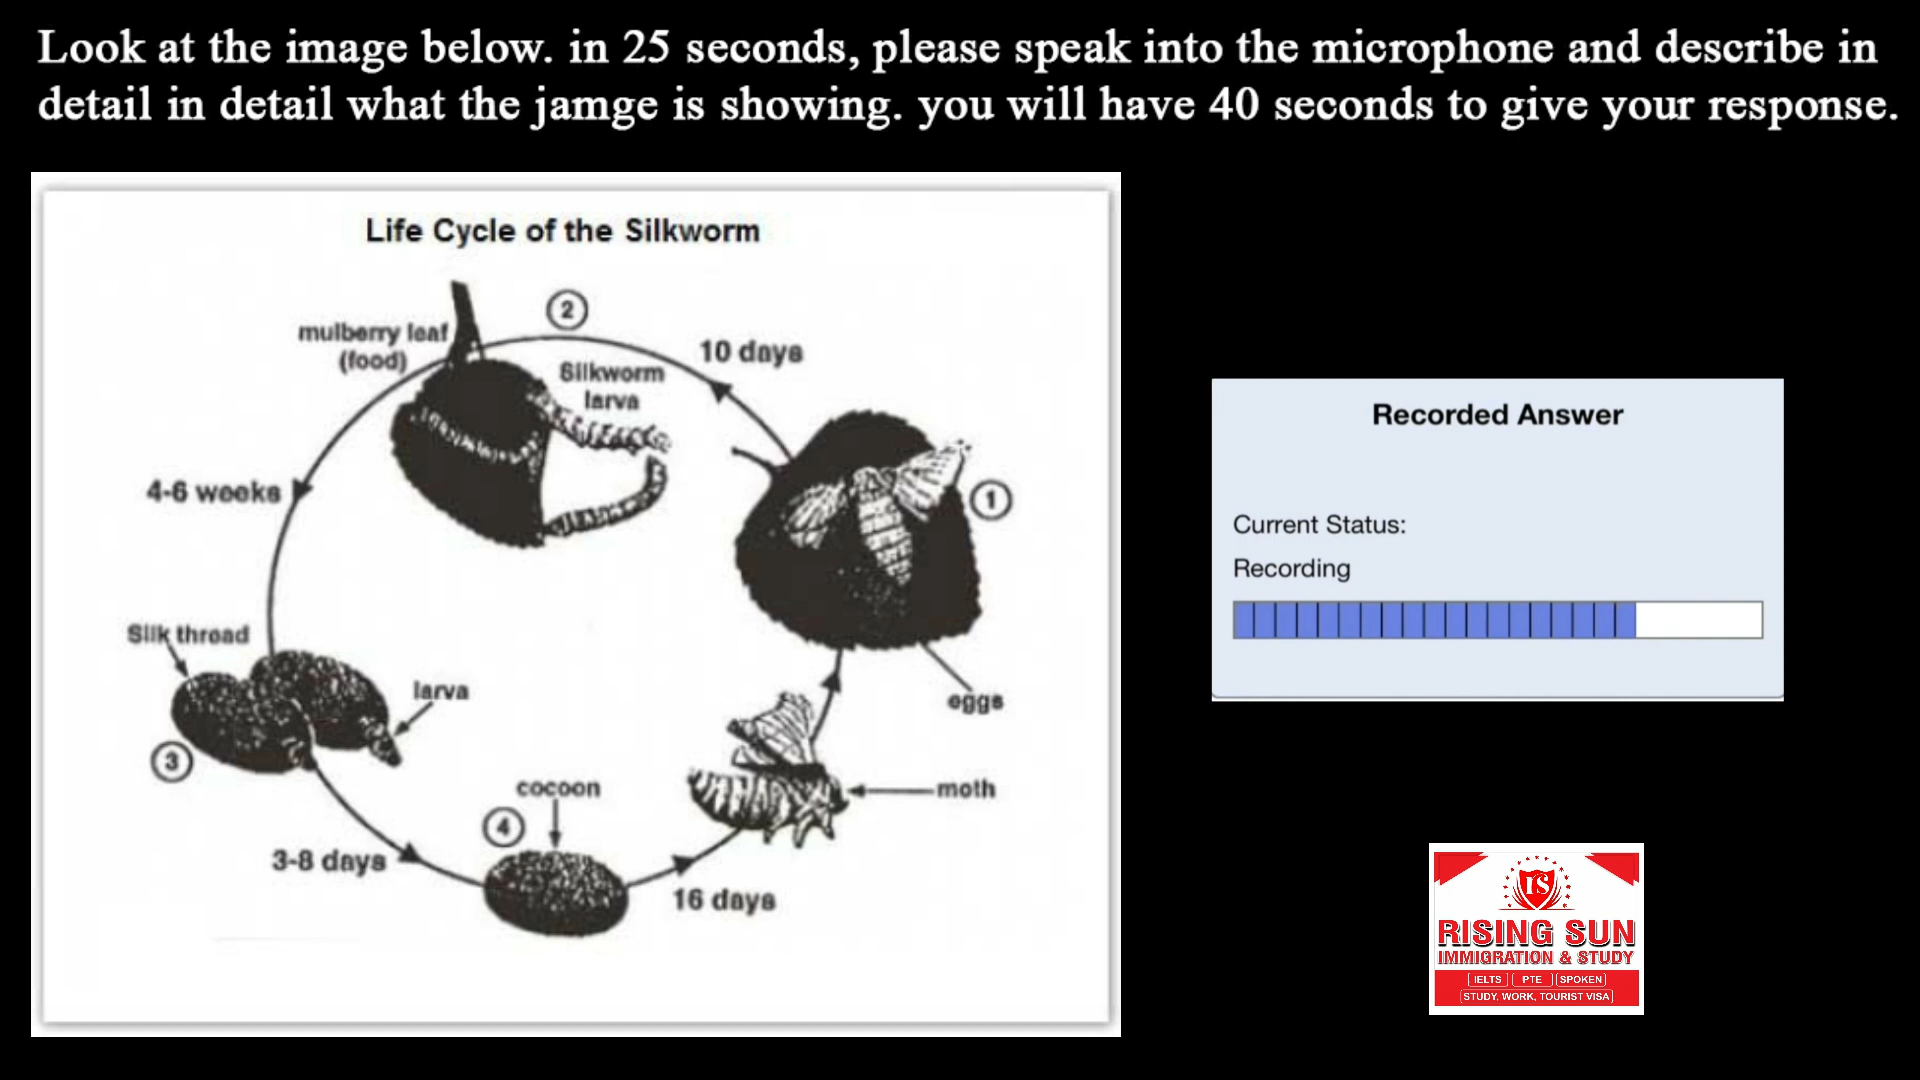 Look at the image below. in 25 seconds, please speak into the microphone and describe in
detail in detail what the jamge is showing. you will have 40 seconds to give your response.
Life Cycle of the Silkworm
2
mulberry leaf
(food)
10 days
Silkworm
larva
4-6 weeks
1
Silk thread
larva
3
eggs
cocoon
4
moth
3-8 days
16 days
Recorded Answer
Current Status:
Recording
RS
RISING SUN
IMMIGRATION & STUDY
IELTS PTE SPOKEN
STUDY, WORK, TOURIST VISA